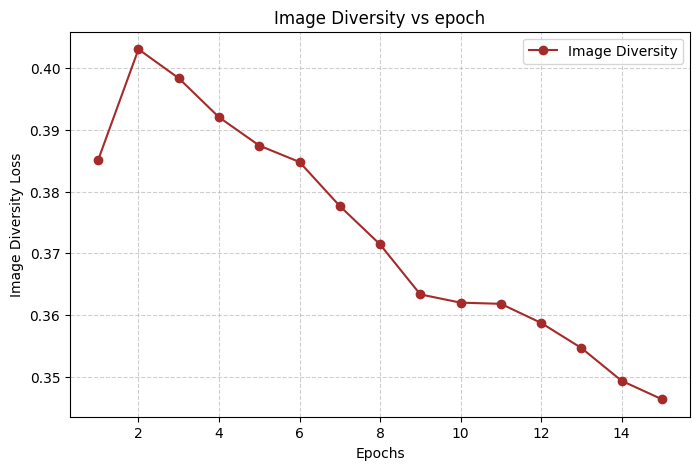 Image Diversity vs epoch
Image Diversity
Image Diversity Loss
0.40
0.39
0.38
0.37
0.36
0.35
2 4 6 8 10 12 14
Epochs